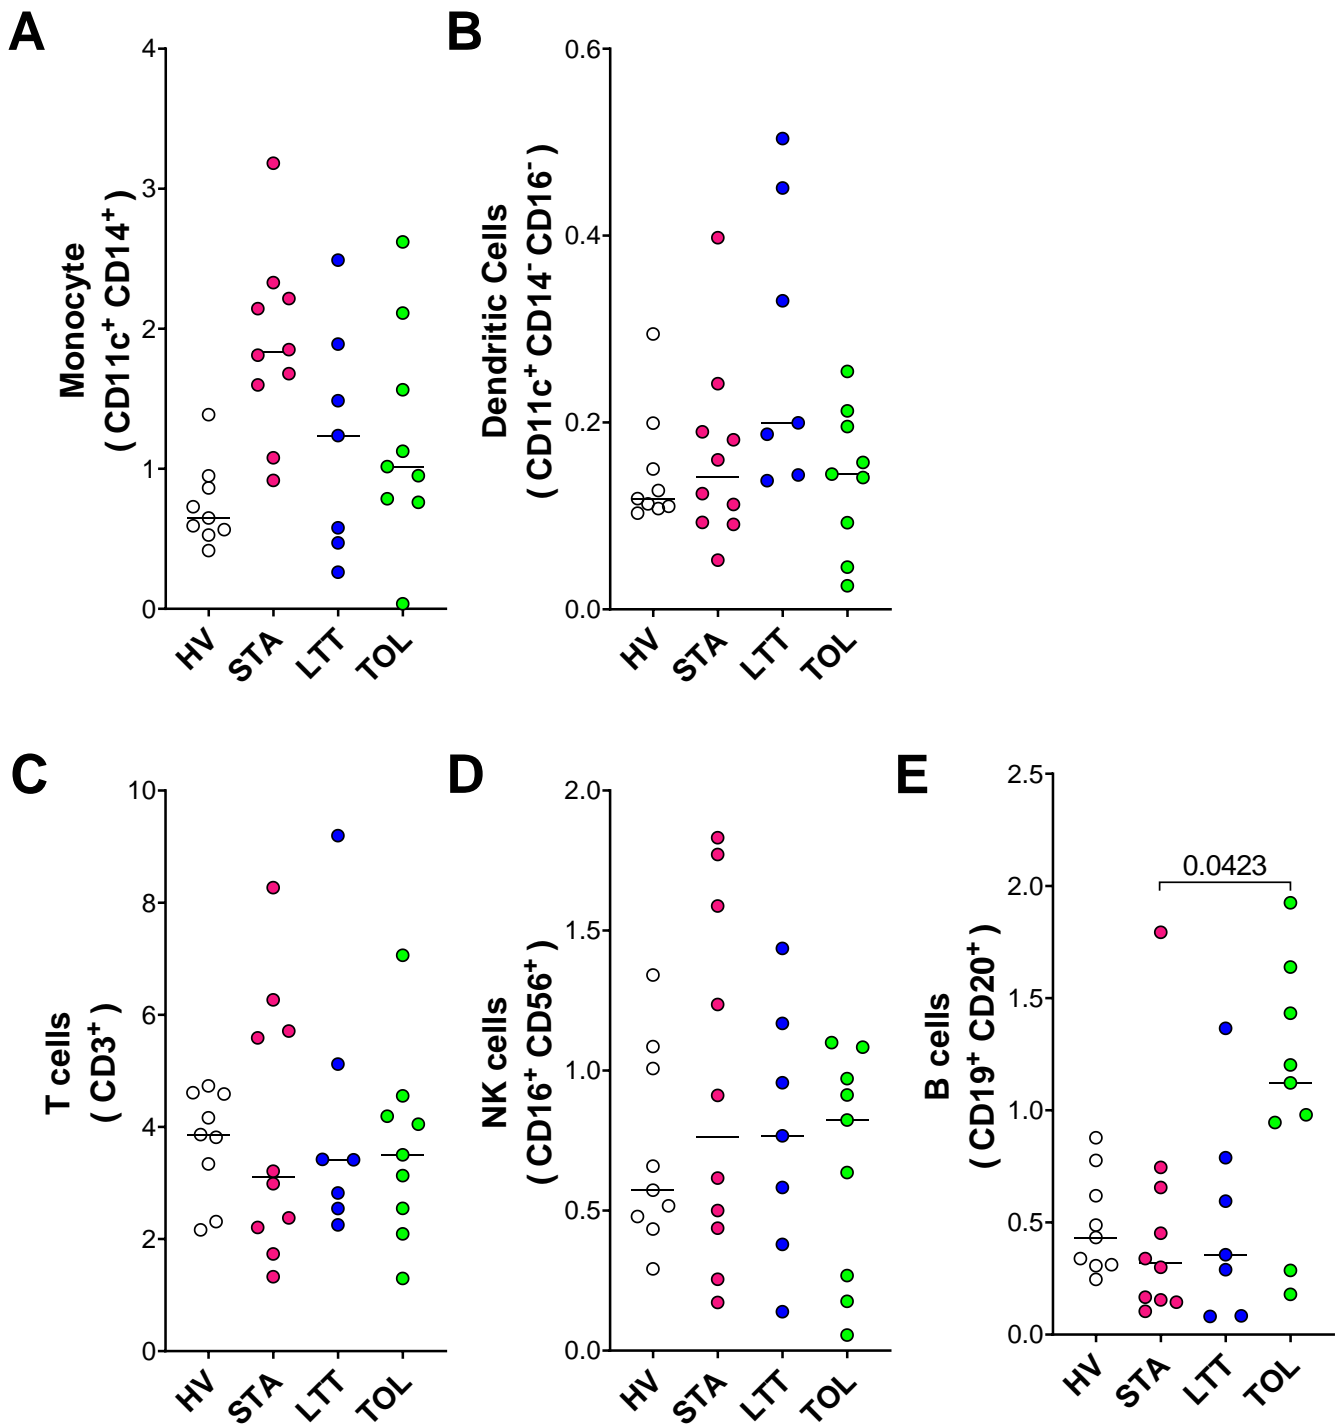 A
Monocyte
( CD11c⁺ CD14⁺)
4
3
2
1
0
HV
STA
LTT
TOL
B
Dendritic Cells
( CD11c⁺ CD14⁻ CD16⁻)
0.6
0.4
0.2
0.0
HV
STA
LTT
TOL
C
T cells
( CD3⁺)
10
8
6
4
2
0
HV
STA
LTT
TOL
D
NK cells
( CD16⁺ CD56⁺)
2.0
1.5
1.0
0.5
0.0
HV
STA
LTT
TOL
E
B cells
( CD19⁺ CD20⁺)
2.5
2.0
1.5
1.0
0.5
0.0
0.0423
HV
STA
LTT
TOL